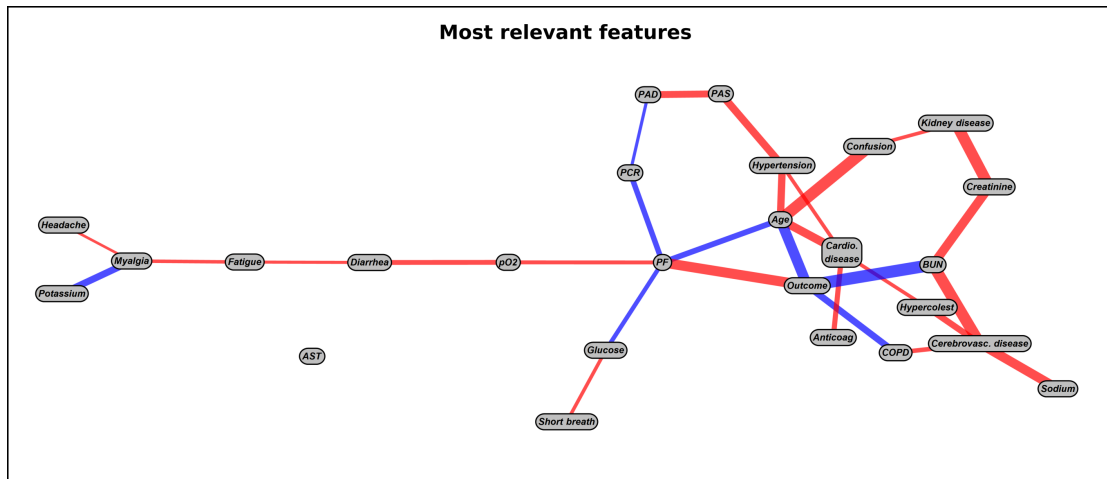 Most relevant features
PAD
PAS
Kidney disease
Confusion
Hypertension
PCR
Creatinine
Headache
Age
Cardio.
disease
Myalgia
Fatigue
Diarrhea
pO2
PF
BUN
Potassium
Outcome
Hypercolest
Anticoag
Cerebrovasc. disease
Glucose
COPD
AST
Sodium
Short breath